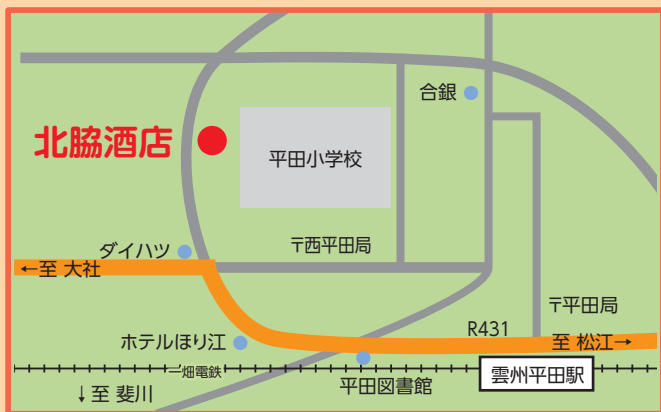 合銀
北脇酒店
平田小学校
〒西平田局
ダイハツ
←至 大社
〒平田局
R431
ホテルほり江
至 松江→
一畑電鉄
雲州平田駅
平田図書館
↓至 斐川